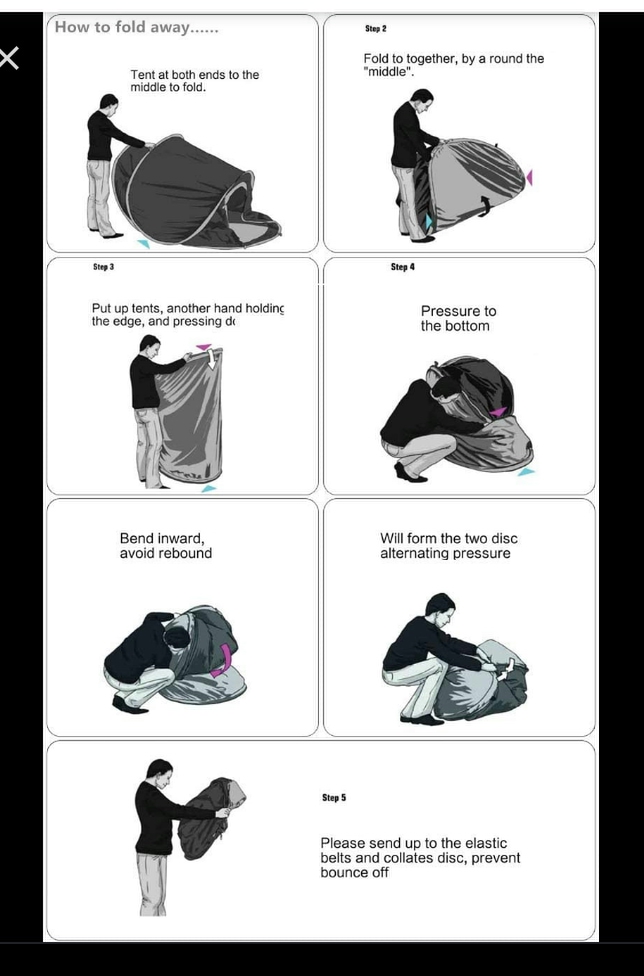 How to fold away......
Tent at both ends to the
middle to fold.
Step 2
Fold to together, by a round the
"middle".
Step 3
Put up tents, another hand holding
the edge, and pressing
Step 4
Pressure to
the bottom
Bend inward,
avoid rebound
Will form the two disc
alternating pressure
Step 5
Please send up to the elastic
belts and collates disc, prevent
bounce off